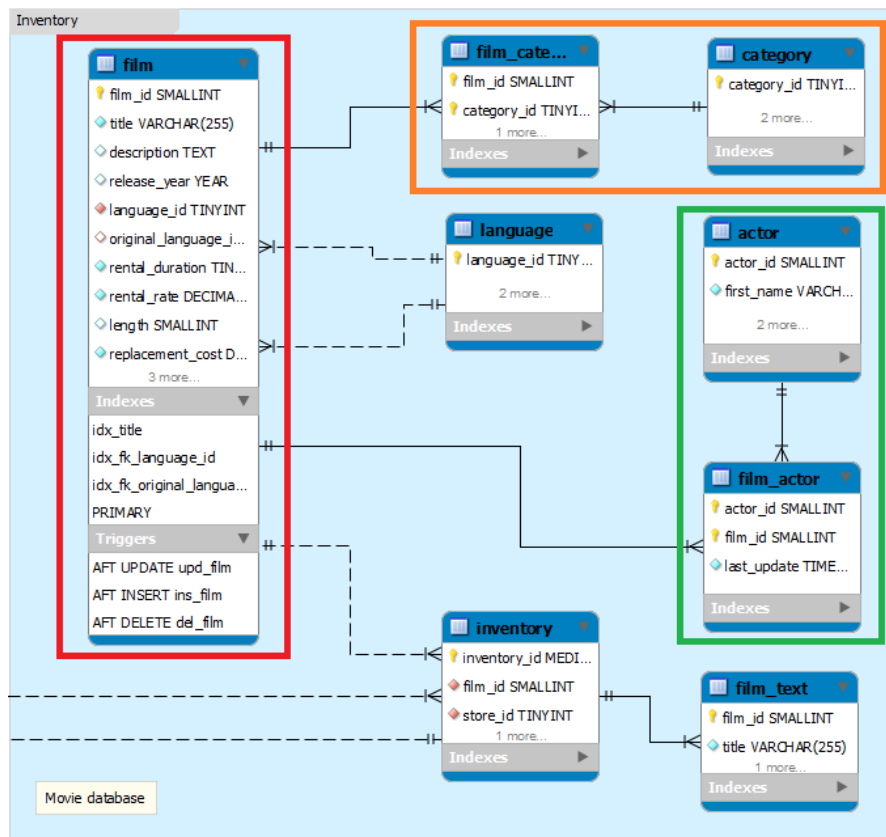 Inventory
film
film_id SMALLINT
title VARCHAR(255)
description TEXT
release_year YEAR
language_id TINYINT
original_language_i...
rental_duration TIN...
rental_rate DECIMA...
length SMALLINT
replacement_cost D...
3 more...
Indexes
idx_title
idx_fk_language_id
idx_fk_original_langua...
PRIMARY
Triggers
AFT UPDATE upd_film
AFT INSERT ins_film
AFT DELETE del_film
film_cate...
film_id SMALLINT
category_id TINYI...
1 more...
Indexes
category
category_id TINYI...
2 more...
Indexes
language
language_id TINY...
2 more...
Indexes
actor
actor_id SMALLINT
first_name VARCH...
2 more...
Indexes
film_actor
actor_id SMALLINT
film_id SMALLINT
last_update TIME...
Indexes
inventory
inventory_id MEDI...
film_id SMALLINT
store_id TINYINT
1 more...
Indexes
film_text
film_id SMALLINT
title VARCHAR(255)
1 more...
Indexes
Movie database